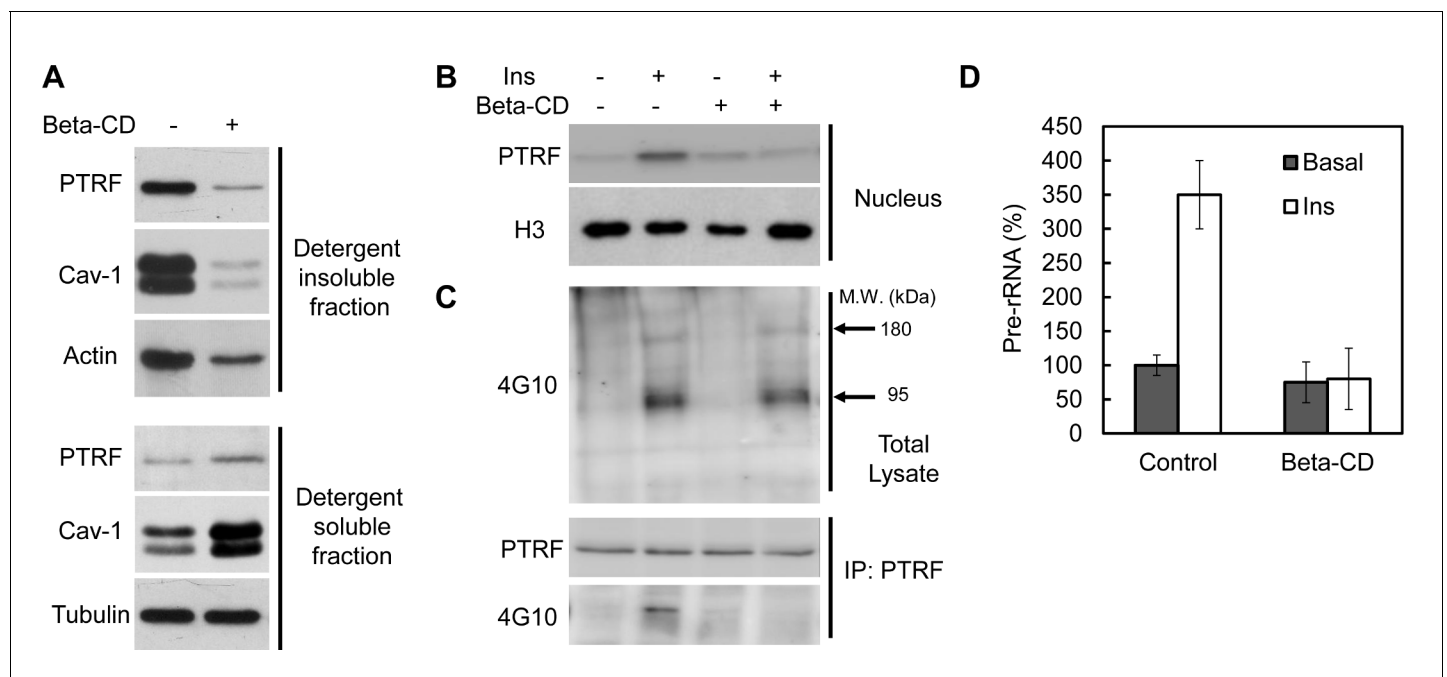 A
Beta-CD - +
PTRF
Cav-1
Actin
Detergent
insoluble
fraction
PTRF
Cav-1
Tubulin
Detergent
soluble
fraction
B
Ins - + - +
Beta-CD - - + +
PTRF
H3
Nucleus
C
M.W. (kDa)
180
4G10
95
Total
Lysate
PTRF
4G10
IP: PTRF
D
Pre-rRNA (%)
450
400
350
300
250
200
150
100
50
0
Basal
Ins
Control Beta-CD